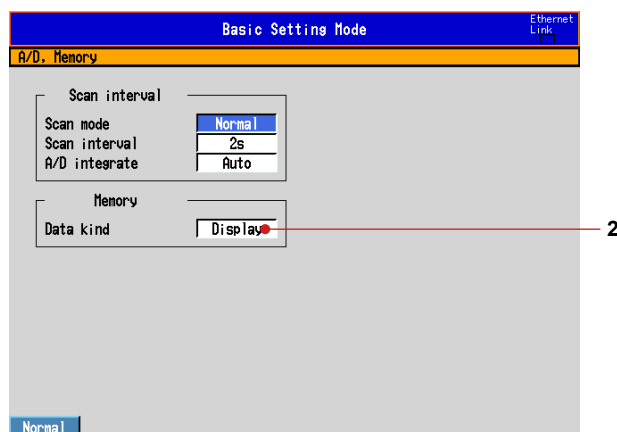 Basic Setting Mode
Ethernet
Link
A/D, Memory
Scan interval
Scan mode Normal
Scan interval 2s
A/D integrate Auto
Memory
Data kind Display
2
Normal